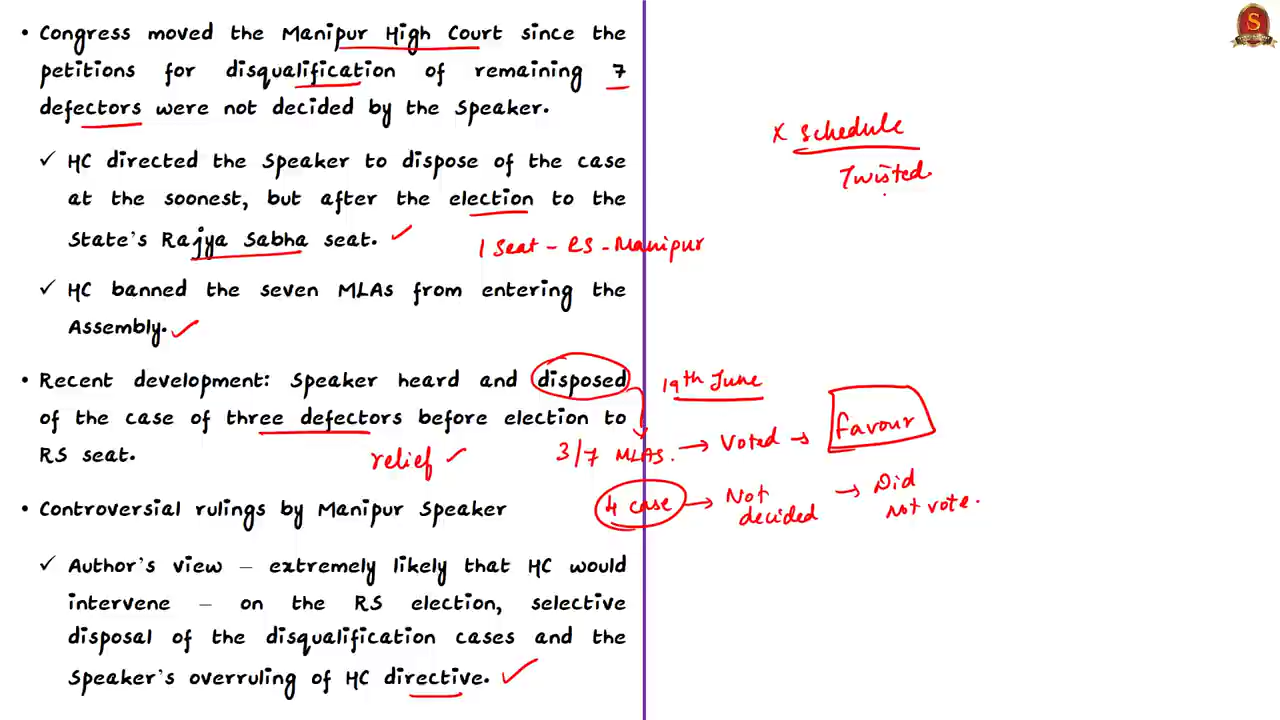 • Congress moved the Manipur High Court since the
petitions for disqualification of remaining 7
defectors were not decided by the Speaker.
✓ HC directed the Speaker to dispose of the case
at the soonest, but after the election to the
State's Rajya Sabha seat.
1 Seat - RS - Manipur
✓ HC banned the seven MLAs from entering the
Assembly.
• Recent development: Speaker heard and disposed
of the case of three defectors before election to
RS seat.
relief
• Controversial rulings by Manipur Speaker
✓ Author's view – extremely likely that HC would
intervene – on the RS election, selective
disposal of the disqualification cases and the
Speaker's overruling of HC directive.
X Schedule
Twisted
19th June
3/7 MLAs. → Voted → favour
4 case → Not decided → Did not vote.
S